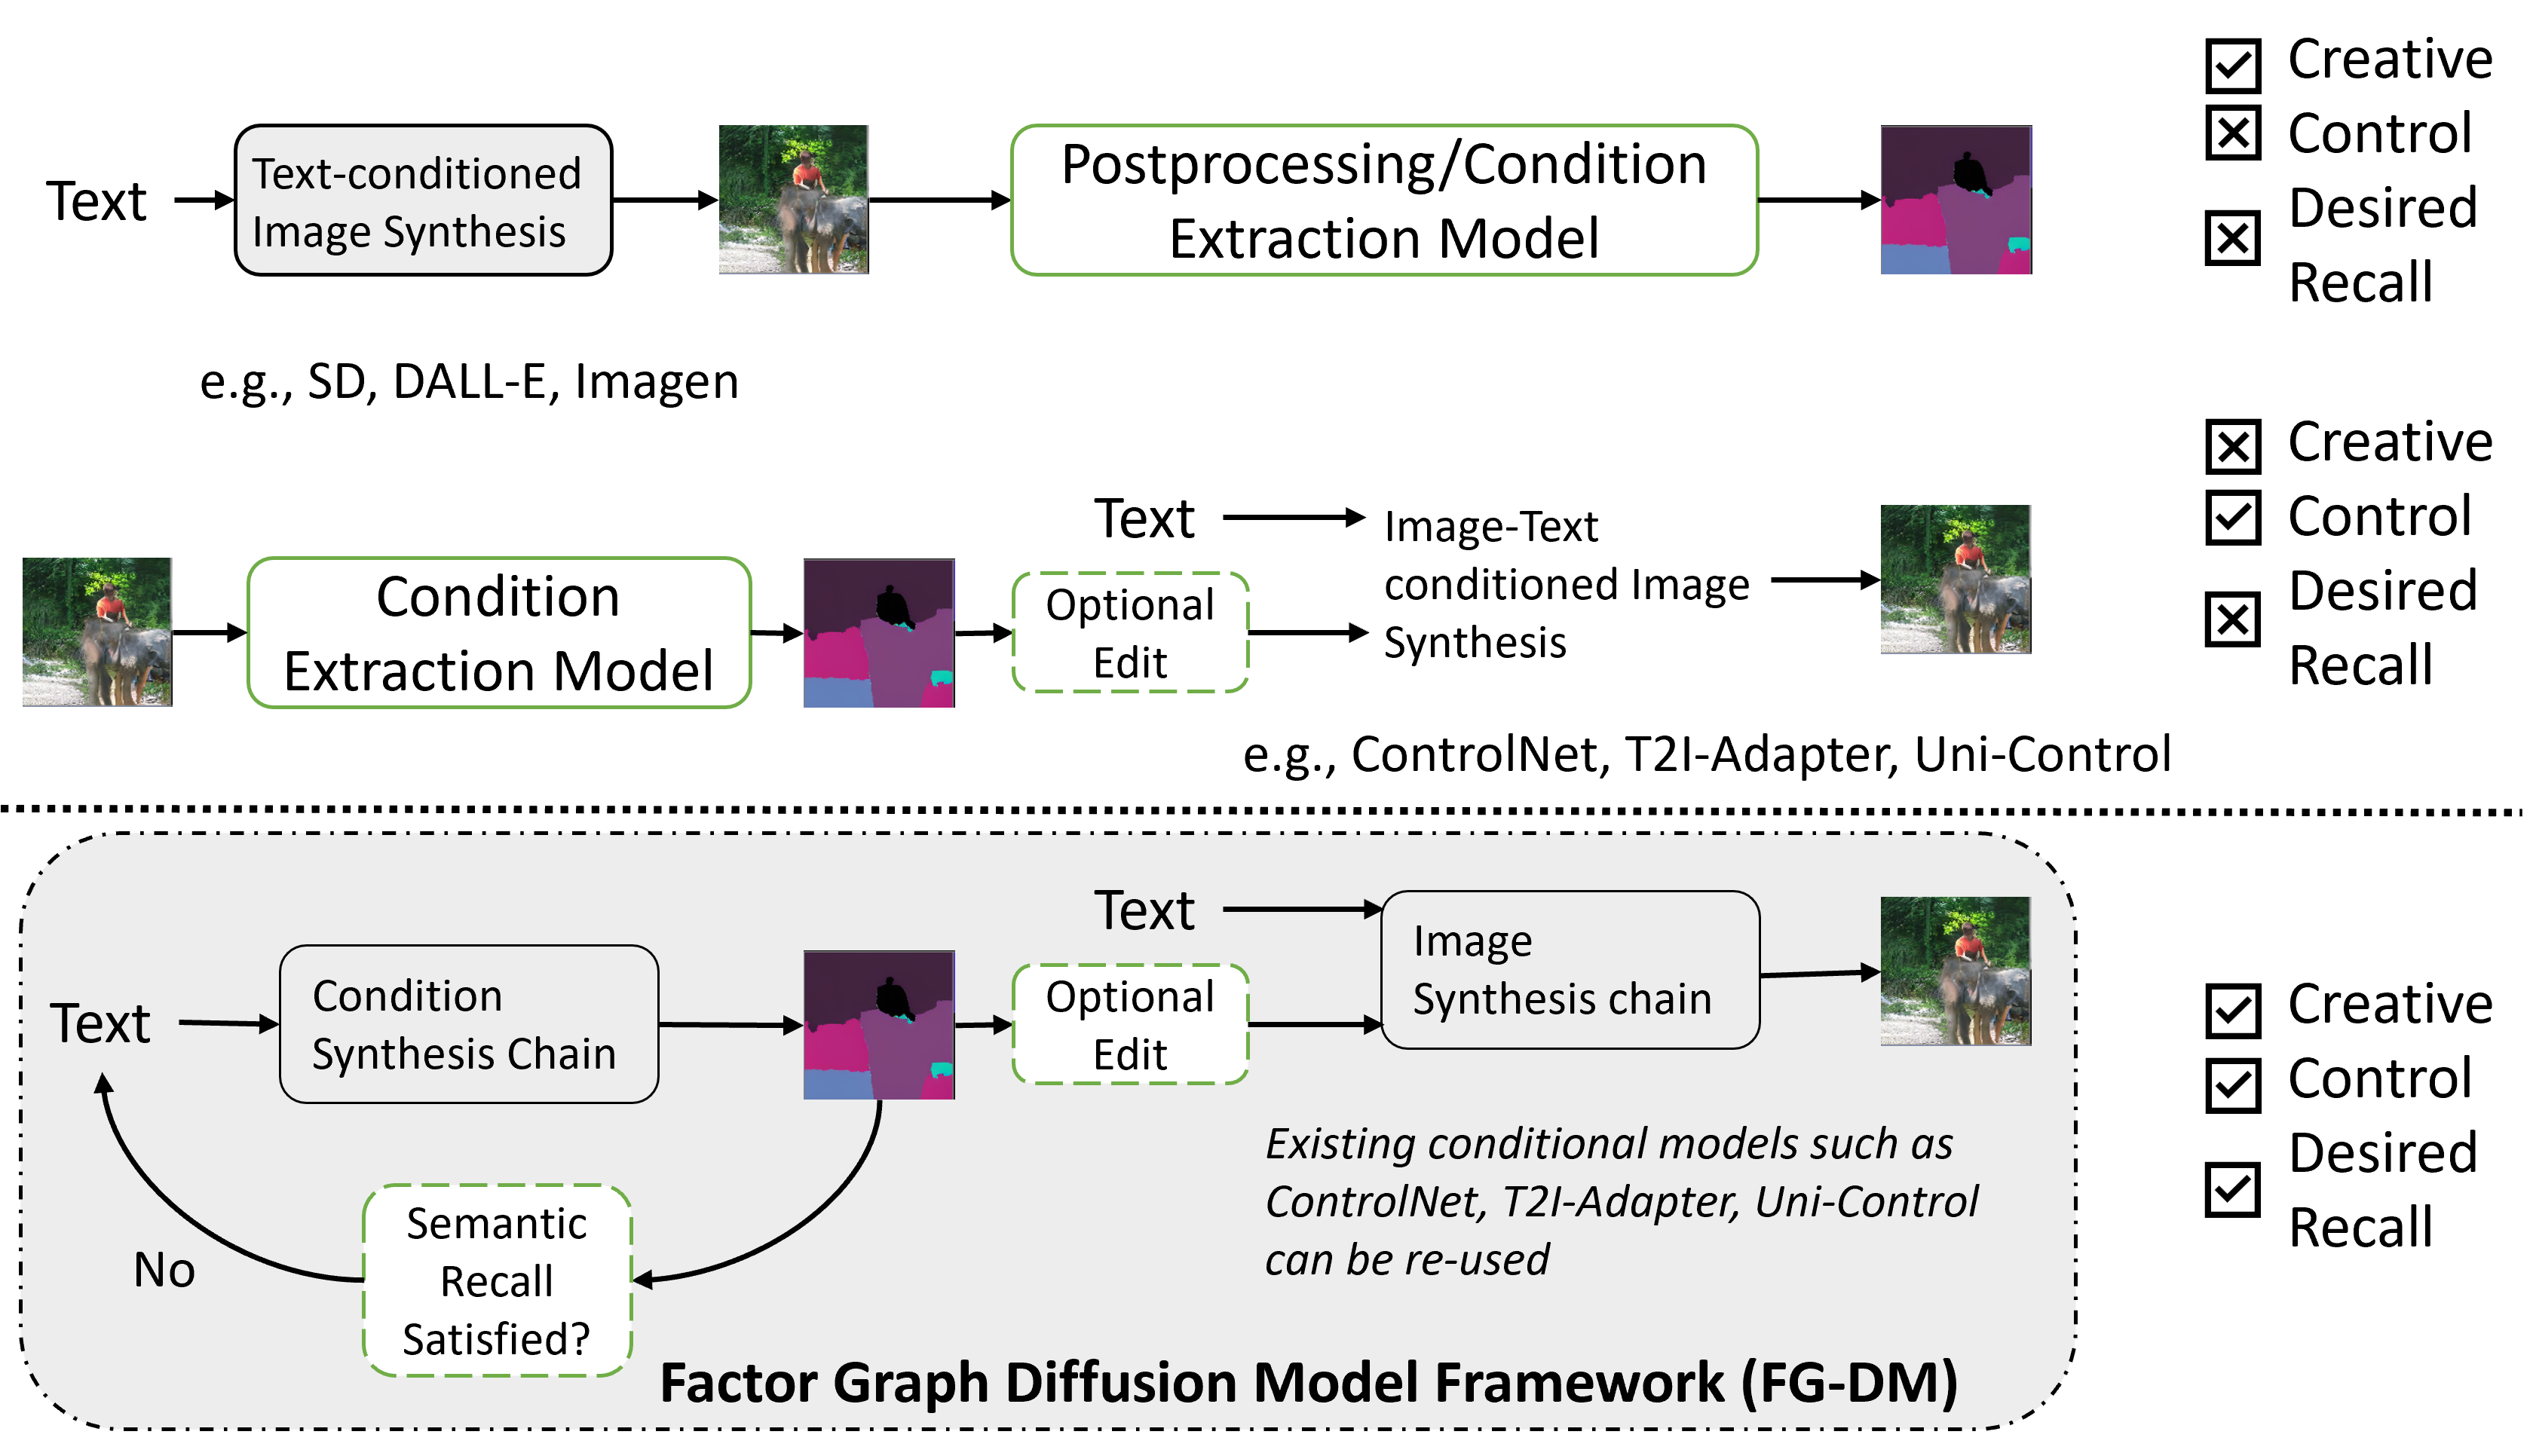 Text
Text-conditioned
Image Synthesis
Postprocessing/Condition
Extraction Model
Creative
Control
Desired
Recall
e.g., SD, DALL-E, Imagen
Condition
Extraction Model
Text
Optional
Edit
Image-Text
conditioned Image
Synthesis
e.g., ControlNet, T2I-Adapter, Uni-Control
Creative
Control
Desired
Recall
Text
Condition
Synthesis Chain
Text
Optional
Edit
Image
Synthesis chain
No
Semantic
Recall
Satisfied?
Existing conditional models such as
ControlNet, T2I-Adapter, Uni-Control
can be re-used
Factor Graph Diffusion Model Framework (FG-DM)
Creative
Control
Desired
Recall